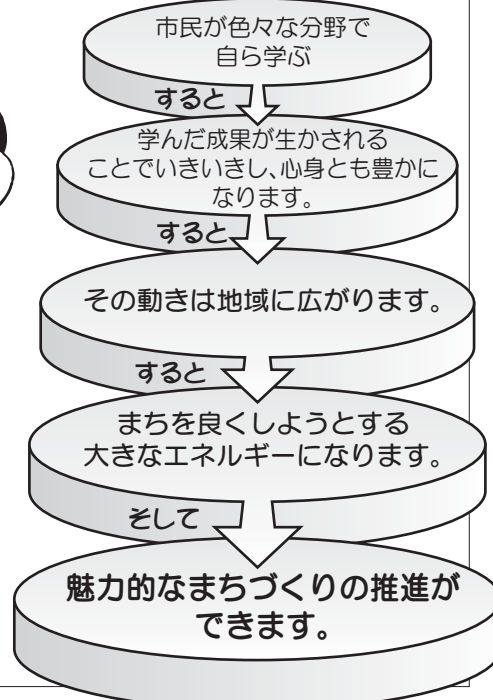 市民が色々な分野で
自ら学ぶ
すると
学んだ成果が生かされる
ことでいきいきし、心身とも豊かに
なります。
すると
その動きは地域に広がります。
すると
まちを良くしようとする
大きなエネルギーになります。
そして
魅力的なまちづくりの推進が
できます。